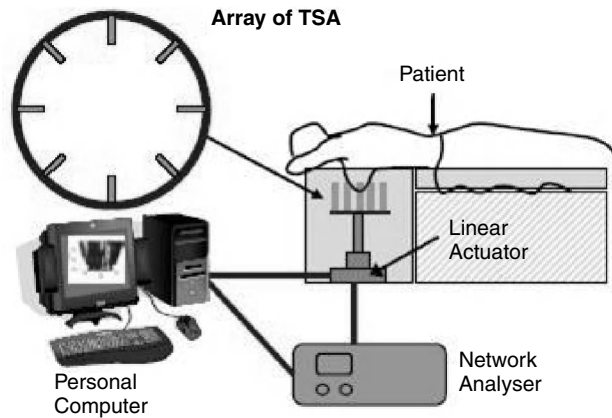 Array of TSA
Patient
Linear
Actuator
Network
Analyser
Personal
Computer